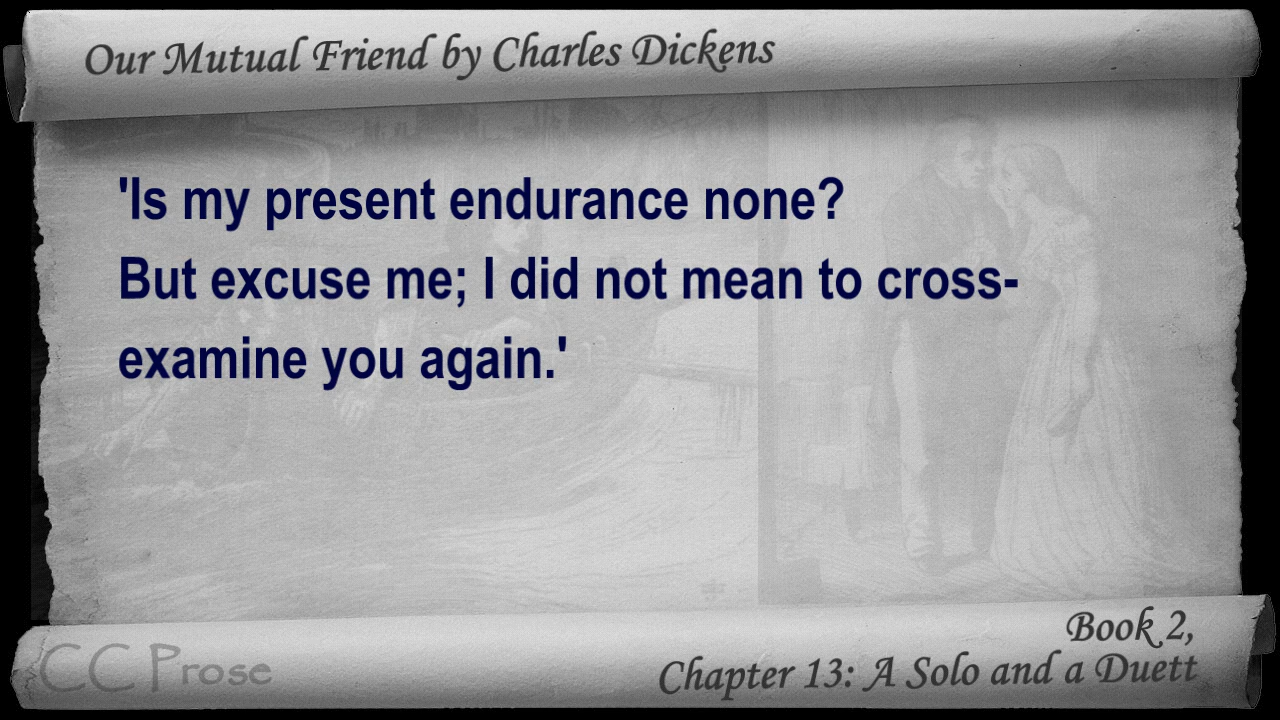 Our Mutual Friend by Charles Dickens
'Is my present endurance none?
But excuse me; I did not mean to cross-
examine you again.'
Book 2,
Chapter 13: A Solo and a Duett
CC Prose